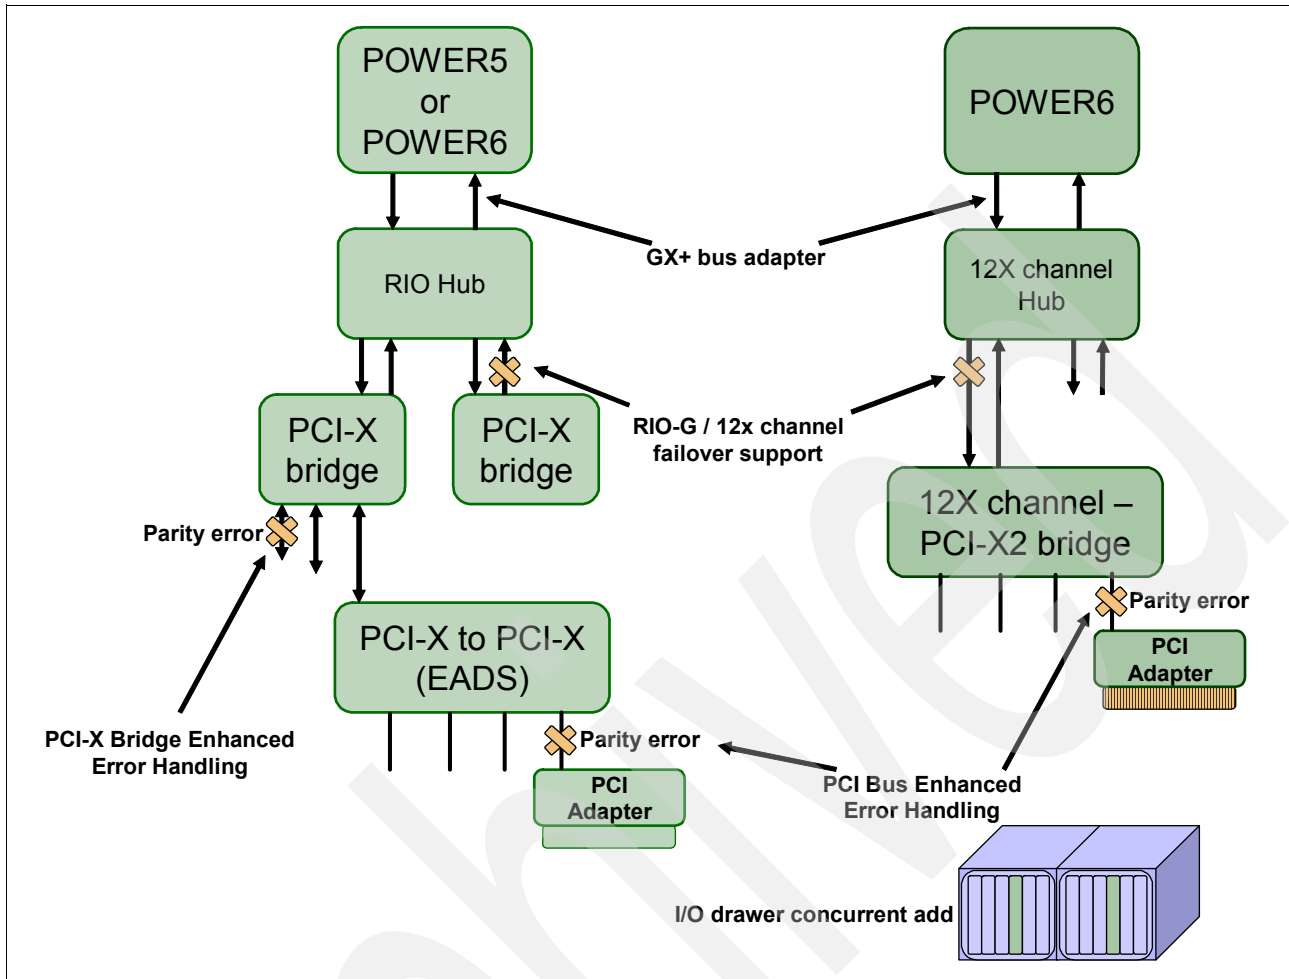 POWER5
or
POWER6
POWER6
GX+ bus adapter
RIO Hub
12X channel
Hub
PCI-X
bridge
PCI-X
bridge
RIO-G / 12x channel
failover support
12X channel –
PCI-X2 bridge
Parity error
Parity error
PCI-X to PCI-X
(EADS)
PCI
Adapter
PCI-X Bridge Enhanced
Error Handling
Parity error
PCI
Adapter
PCI Bus Enhanced
Error Handling
I/O drawer concurrent add